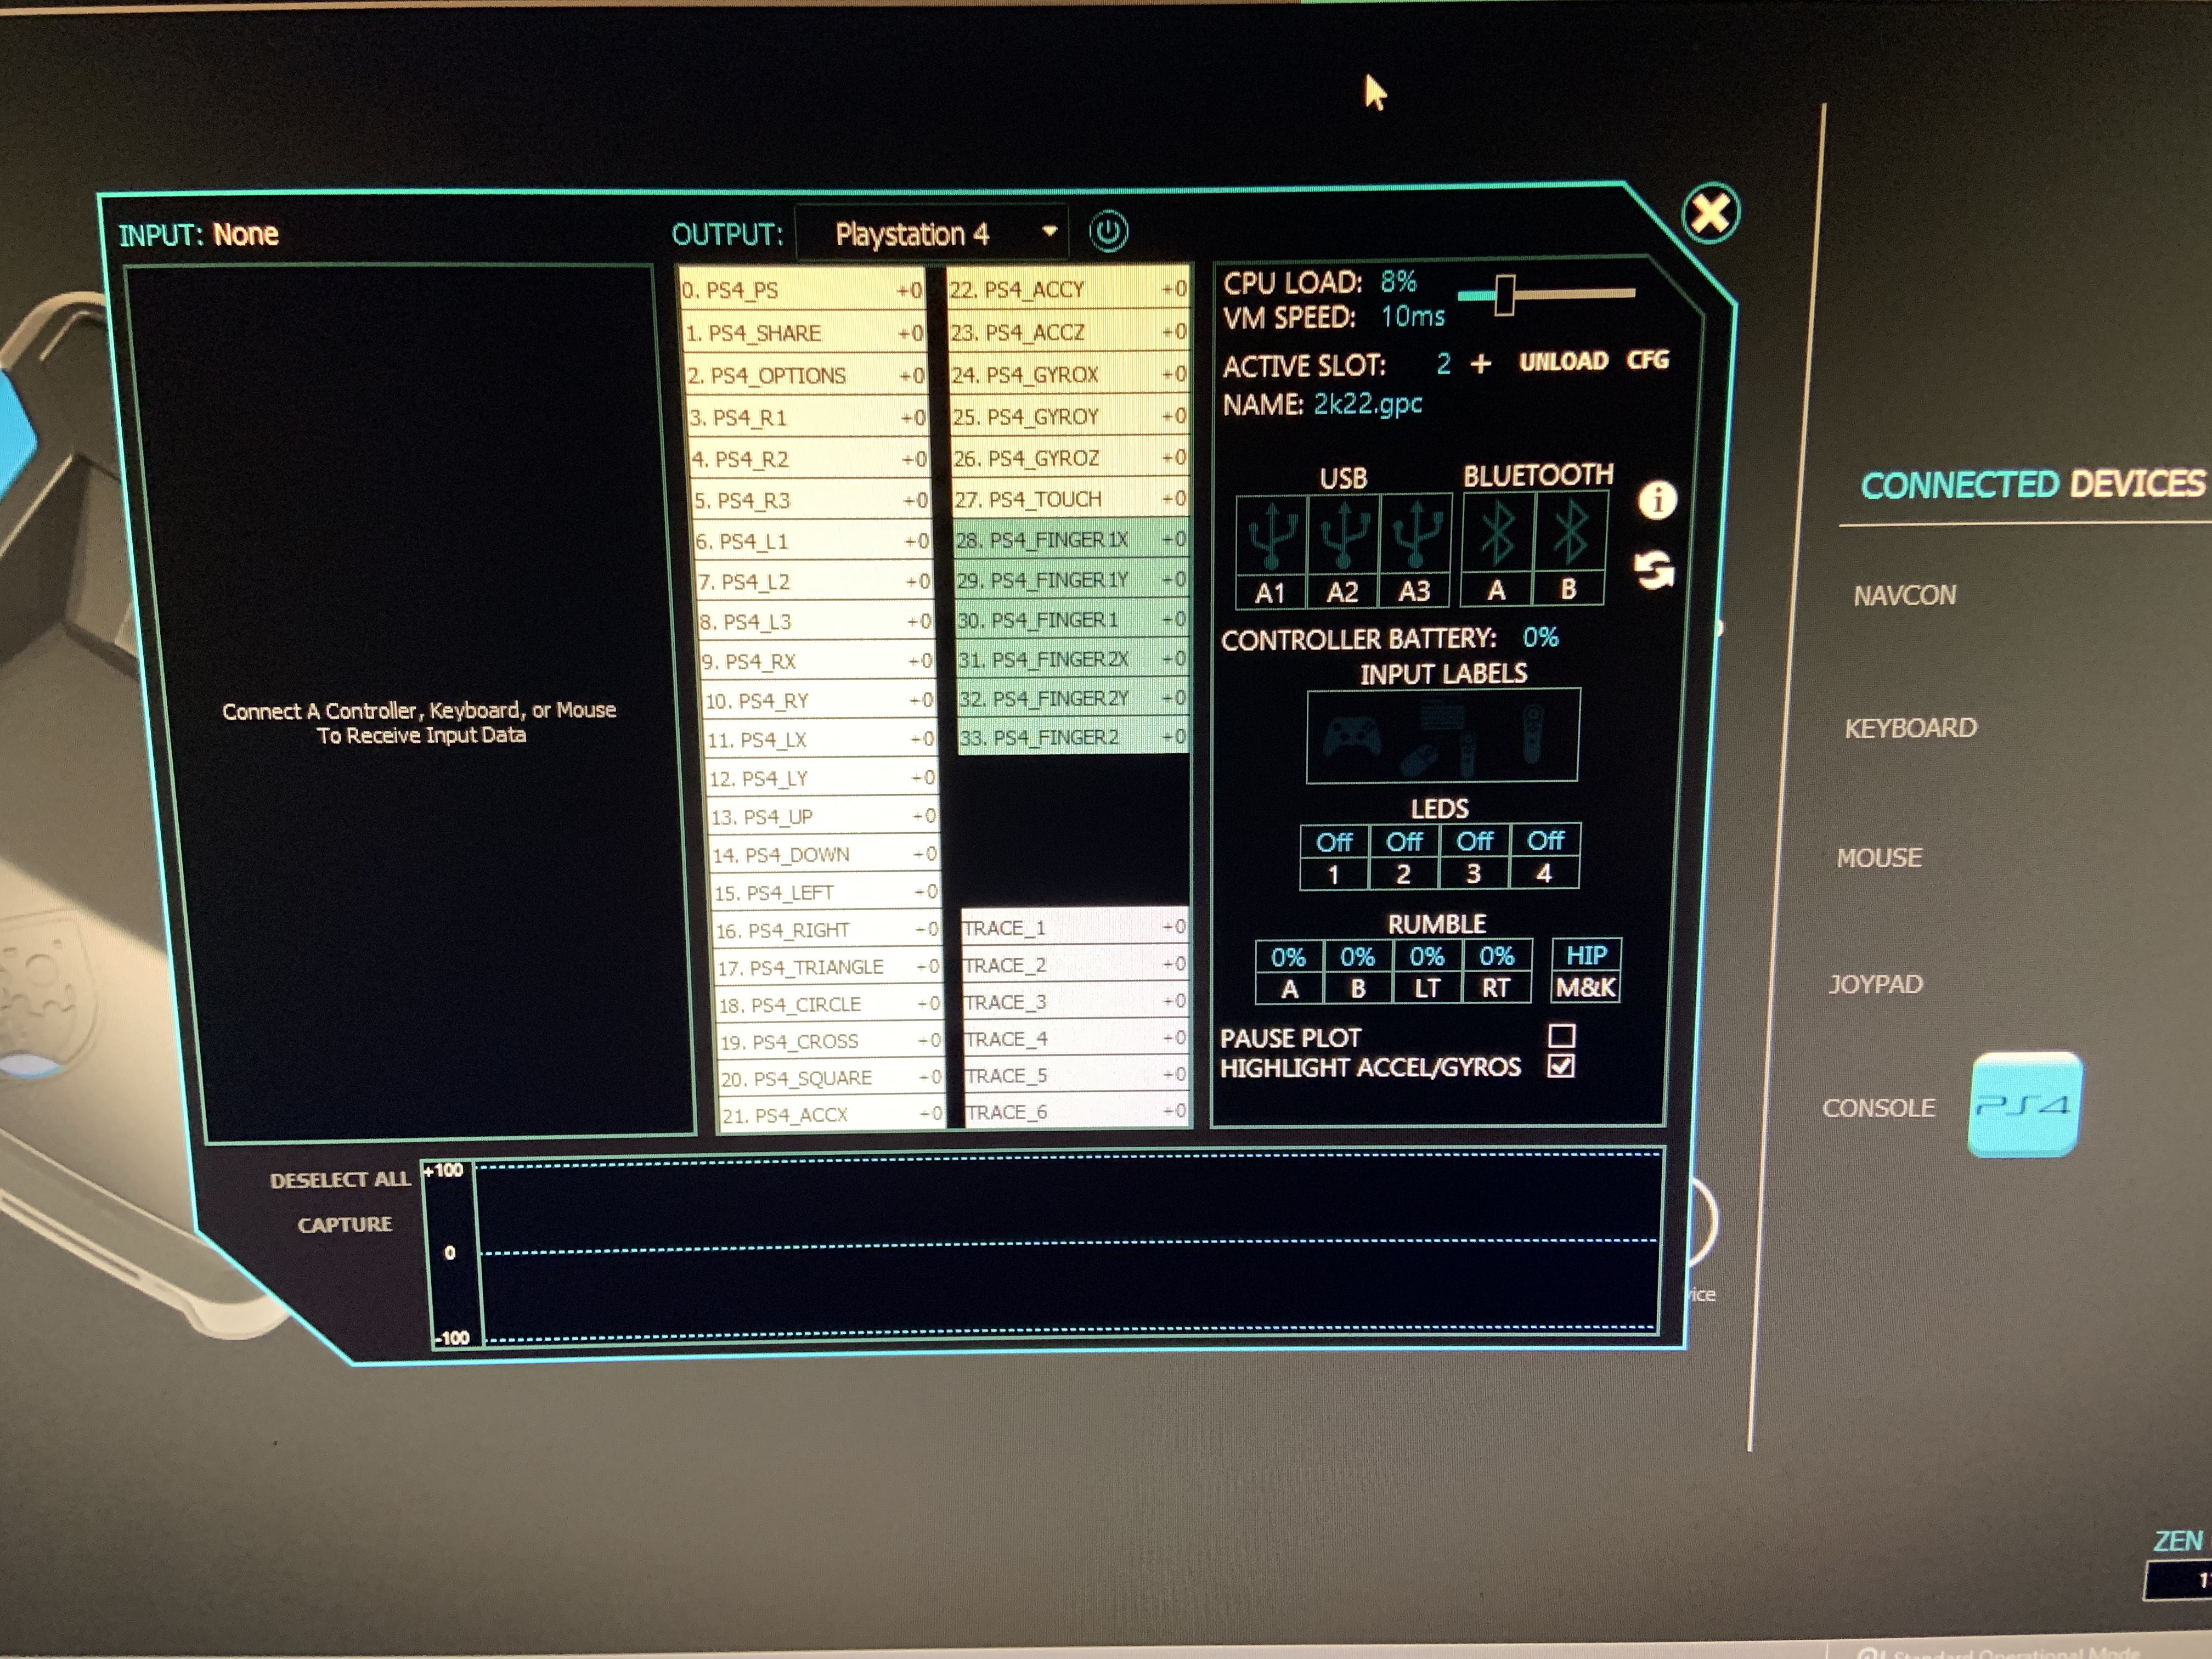 INPUT: None
OUTPUT: Playstation 4
Connect A Controller, Keyboard, or Mouse
To Receive Input Data
0. PS4_PS +0
1. PS4_SHARE +0
2. PS4_OPTIONS +0
3. PS4_R1 +0
4. PS4_R2 +0
5. PS4_R3 +0
6. PS4_L1 +0
7. PS4_L2 +0
8. PS4_L3 +0
9. PS4_RX +0
10. PS4_RY +0
11. PS4_LX +0
12. PS4_LY +0
13. PS4_UP +0
14. PS4_DOWN +0
15. PS4_LEFT +0
16. PS4_RIGHT +0
17. PS4_TRIANGLE +0
18. PS4_CIRCLE +0
19. PS4_CROSS +0
20. PS4_SQUARE +0
21. PS4_ACCX +0
22. PS4_ACCY +0
23. PS4_ACCZ +0
24. PS4_GYROX +0
25. PS4_GYROY +0
26. PS4_GYROZ +0
27. PS4_TOUCH +0
28. PS4_FINGER1X +0
29. PS4_FINGER1Y +0
30. PS4_FINGER1 +0
31. PS4_FINGER2X +0
32. PS4_FINGER2Y +0
33. PS4_FINGER2 +0
TRACE_1 +0
TRACE_2 +0
TRACE_3 +0
TRACE_4 +0
TRACE_5 +0
TRACE_6 +0
CPU LOAD: 8%
VM SPEED: 10ms
ACTIVE SLOT: 2 + UNLOAD CFG
NAME: 2k22.gpc
USB BLUETOOTH
A1 A2 A3 A B
CONTROLLER BATTERY: 0%
INPUT LABELS
LEDS
Off Off Off Off
1 2 3 4
RUMBLE
0% 0% 0% 0% HIP
A B LT RT M&K
PAUSE PLOT
HIGHLIGHT ACCEL/GYROS
DESELECT ALL
CAPTURE
+100
0
-100
CONNECTED DEVICES
NAVCON
KEYBOARD
MOUSE
JOYPAD
CONSOLE PS4
ZEN
Standard Operational Mode